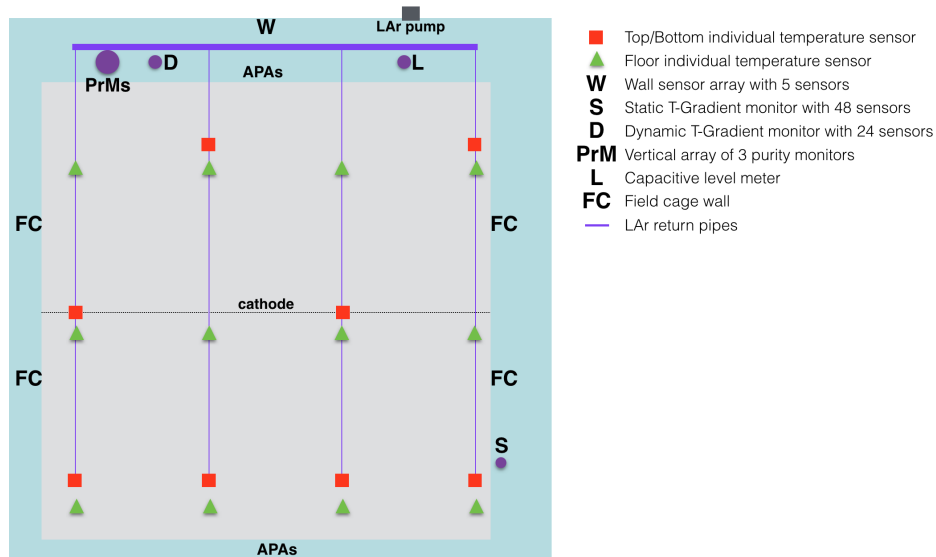 LAr pump
W
D
L
PrMs
APAs
FC
FC
cathode
FC
FC
S
APAs
Top/Bottom individual temperature sensor
Floor individual temperature sensor
W Wall sensor array with 5 sensors
S Static T-Gradient monitor with 48 sensors
D Dynamic T-Gradient monitor with 24 sensors
PrM Vertical array of 3 purity monitors
L Capacitive level meter
FC Field cage wall
LAr return pipes